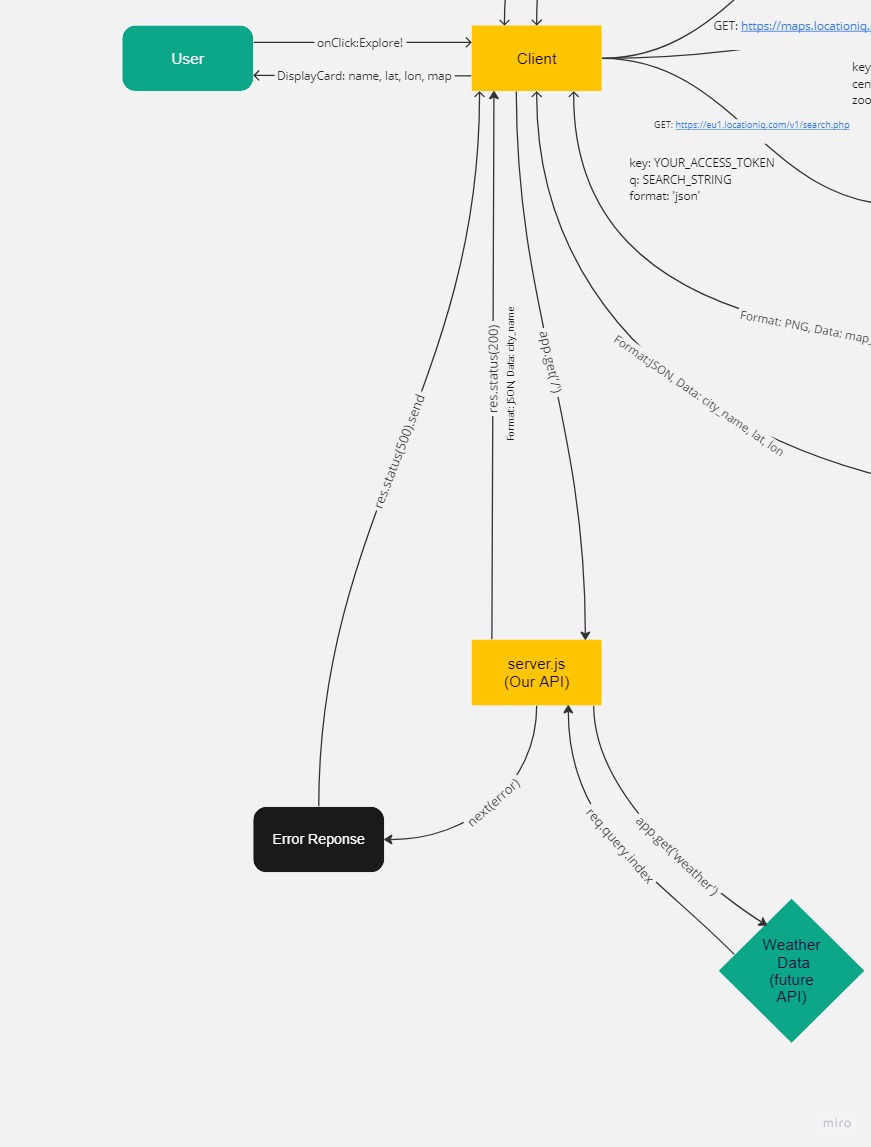 GET: https://maps.locationiq.
User
onClick:Explore!
Client
DisplayCard: name, lat, lon, map
key
cen
zoo
GET: https://eu1.locationiq.com/v1/search.php
key: YOUR_ACCESS_TOKEN
q: SEARCH_STRING
format: 'json'
Format: PNG, Data: map_
res.status(200)
Format: JSON, Data: city_name
app.get('/')
Format:JSON, Data: city_name, lat, lon
res.status(500).send
server.js
(Our API)
next(error)
req.query.index
app.get('weather')
Error Reponse
Weather
Data
(future
API)
miro